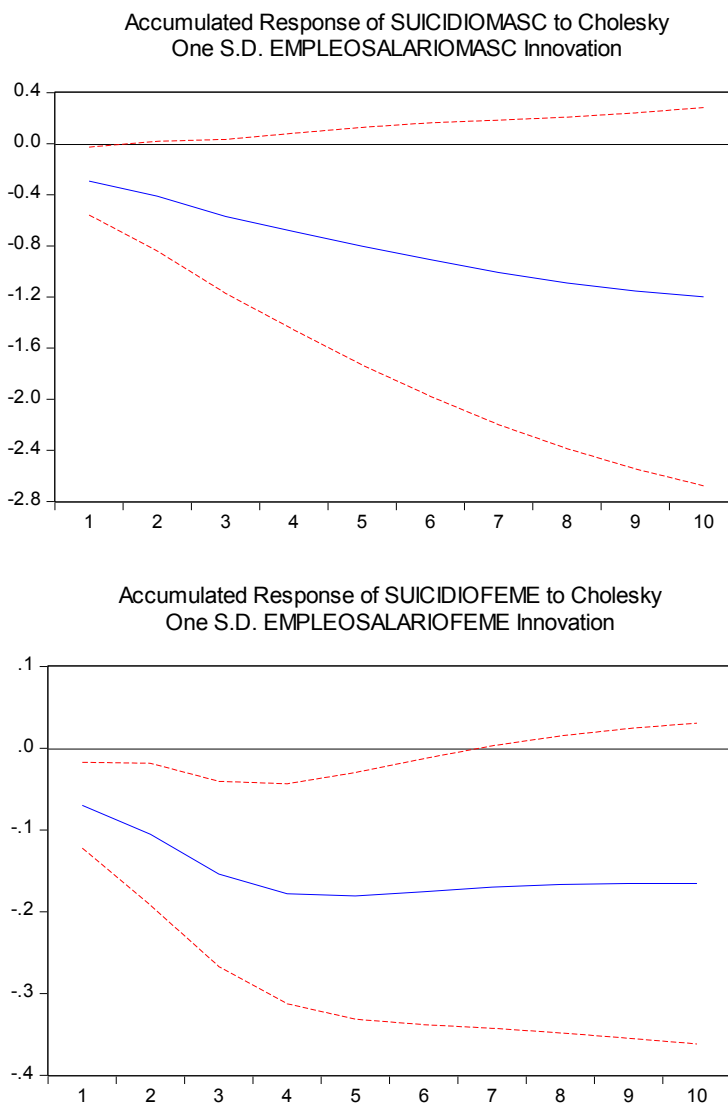 Accumulated Response of SUICIDIOMASC to Cholesky
One S.D. EMPLEOSALARIOMASC Innovation
0.4
0.0
-0.4
-0.8
-1.2
-1.6
-2.0
-2.4
-2.8
1 2 3 4 5 6 7 8 9 10
Accumulated Response of SUICIDIOFEME to Cholesky
One S.D. EMPLEOSALARIOFEME Innovation
.1
.0
-.1
-.2
-.3
-.4
1 2 3 4 5 6 7 8 9 10